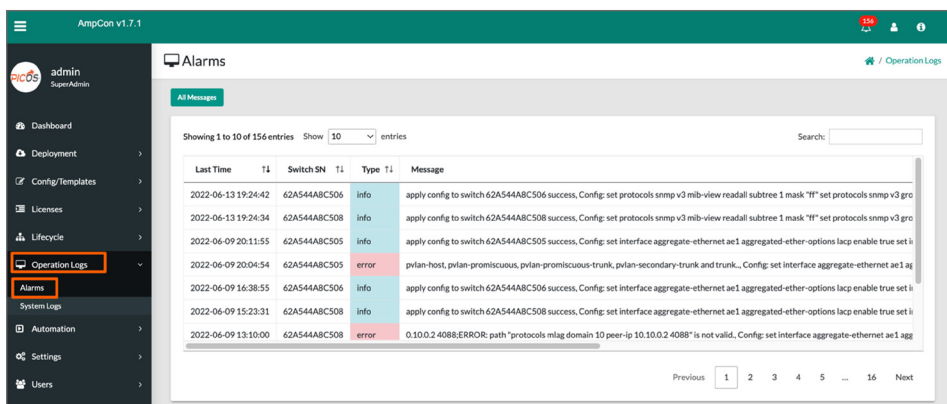 AmpCon v1.7.1
156
PICOS
admin
SuperAdmin
Alarms
/ Operation Logs
All Messages
Dashboard
Deployment
Config/Templates
Licenses
Lifecycle
Operation Logs
Alarms
System Logs
Automation
Settings
Users
Showing 1 to 10 of 156 entries Show 10 entries
Search:
Last Time Switch SN Type Message
2022-06-13 19:24:42 62A544A8C506 info apply config to switch 62A544A8C506 success, Config: set protocols snmp v3 mib-view readall subtree 1 mask "ff" set protocols snmp v3 gro
2022-06-13 19:24:34 62A544A8C508 info apply config to switch 62A544A8C508 success, Config: set protocols snmp v3 mib-view readall subtree 1 mask "ff" set protocols snmp v3 gro
2022-06-09 20:11:55 62A544A8C505 info apply config to switch 62A544A8C505 success, Config: set interface aggregate-ethernet ae1 aggregated-ether-options lacp enable true set i
2022-06-09 20:04:54 62A544A8C505 error pvlan-host, pvlan-promiscuous, pvlan-promiscuous-trunk, pvlan-secondary-trunk and trunk.., Config: set interface aggregate-ethernet ae1 ag
2022-06-09 16:38:55 62A544A8C506 info apply config to switch 62A544A8C506 success, Config: set interface aggregate-ethernet ae1 aggregated-ether-options lacp enable true set i
2022-06-09 15:23:31 62A544A8C508 info apply config to switch 62A544A8C508 success, Config: set interface aggregate-ethernet ae1 aggregated-ether-options lacp enable true set i
2022-06-09 13:10:00 62A544A8C508 error 0.10.0.2 4088;ERROR: path "protocols mlag domain 10 peer-ip 10.10.0.2 4088" is not valid., Config: set interface aggregate-ethernet ae1 agg
Previous 1 2 3 4 5 ... 16 Next